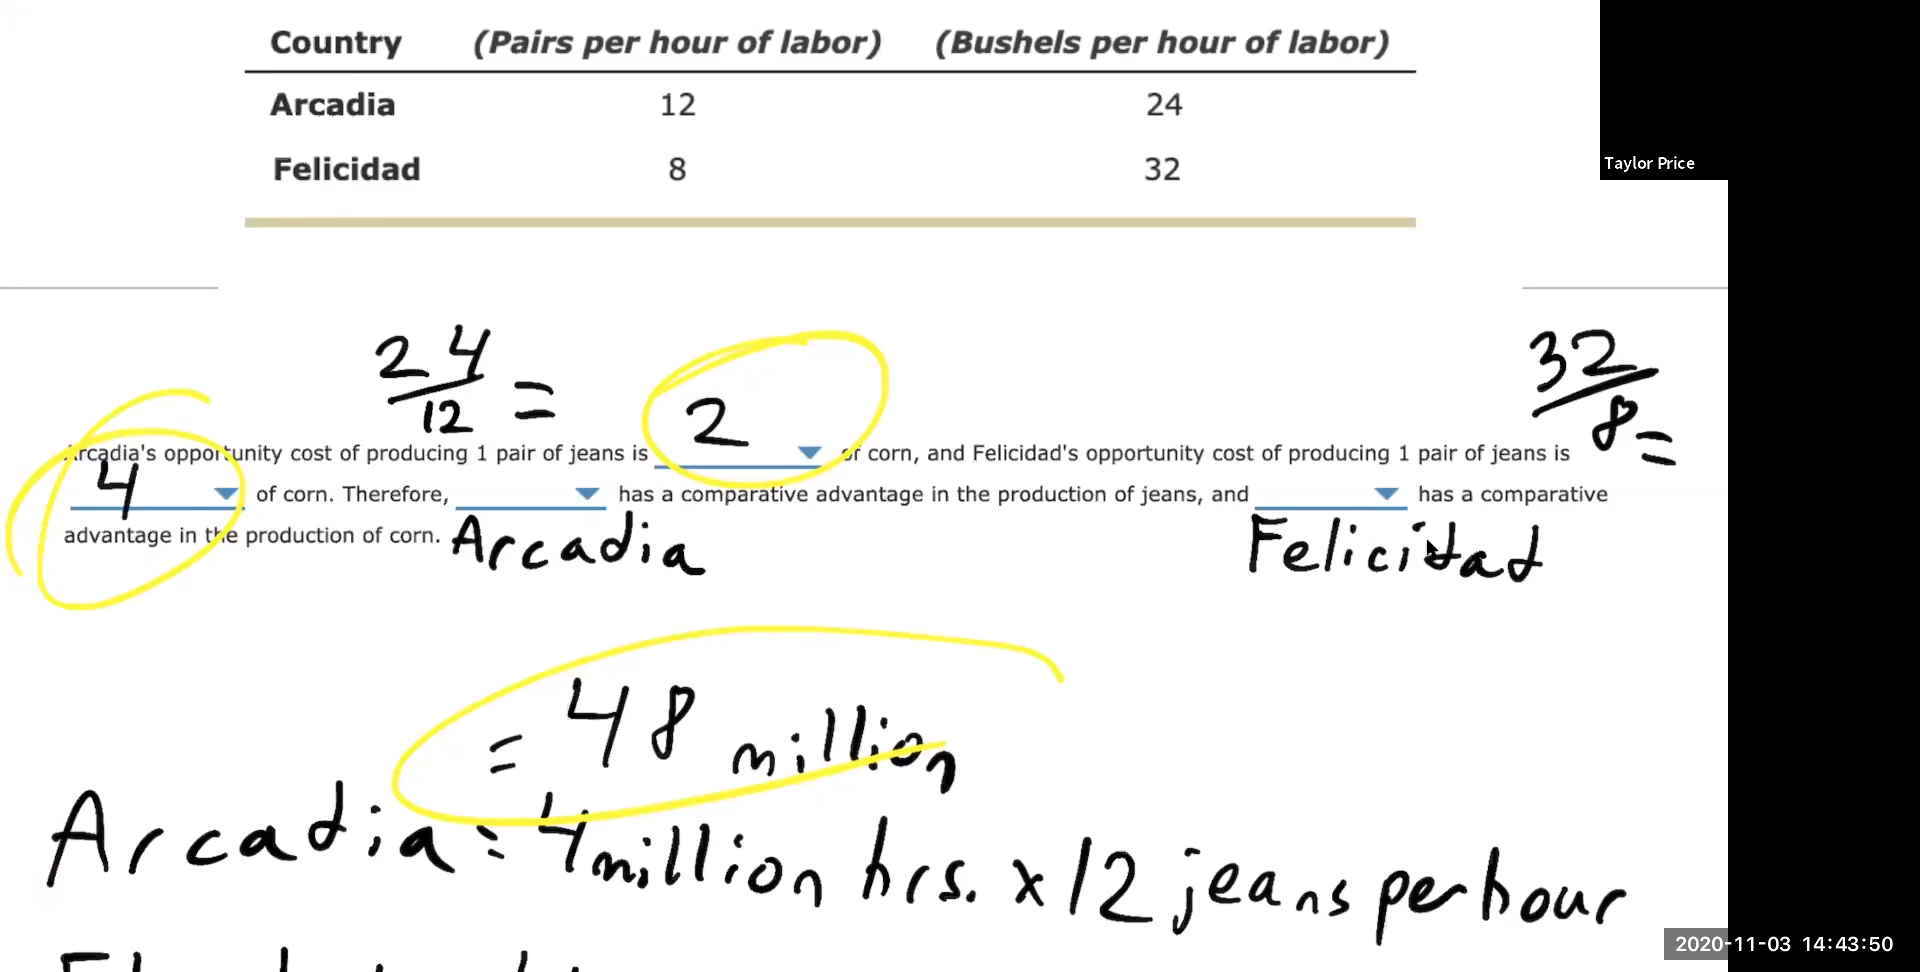 Country (Pairs per hour of labor) (Bushels per hour of labor)
Arcadia 12 24
Felicidad 8 32
Taylor Price
24/12 = 2
32/8 =
Arcadia's opportunity cost of producing 1 pair of jeans is of corn, and Felicidad's opportunity cost of producing 1 pair of jeans is
4 of corn. Therefore, has a comparative advantage in the production of jeans, and has a comparative
advantage in the production of corn. Arcadia Felicidad
= 48 million
Arcadia = 4 million hrs. x 12 jeans per hour
2020-11-03 14:43:50